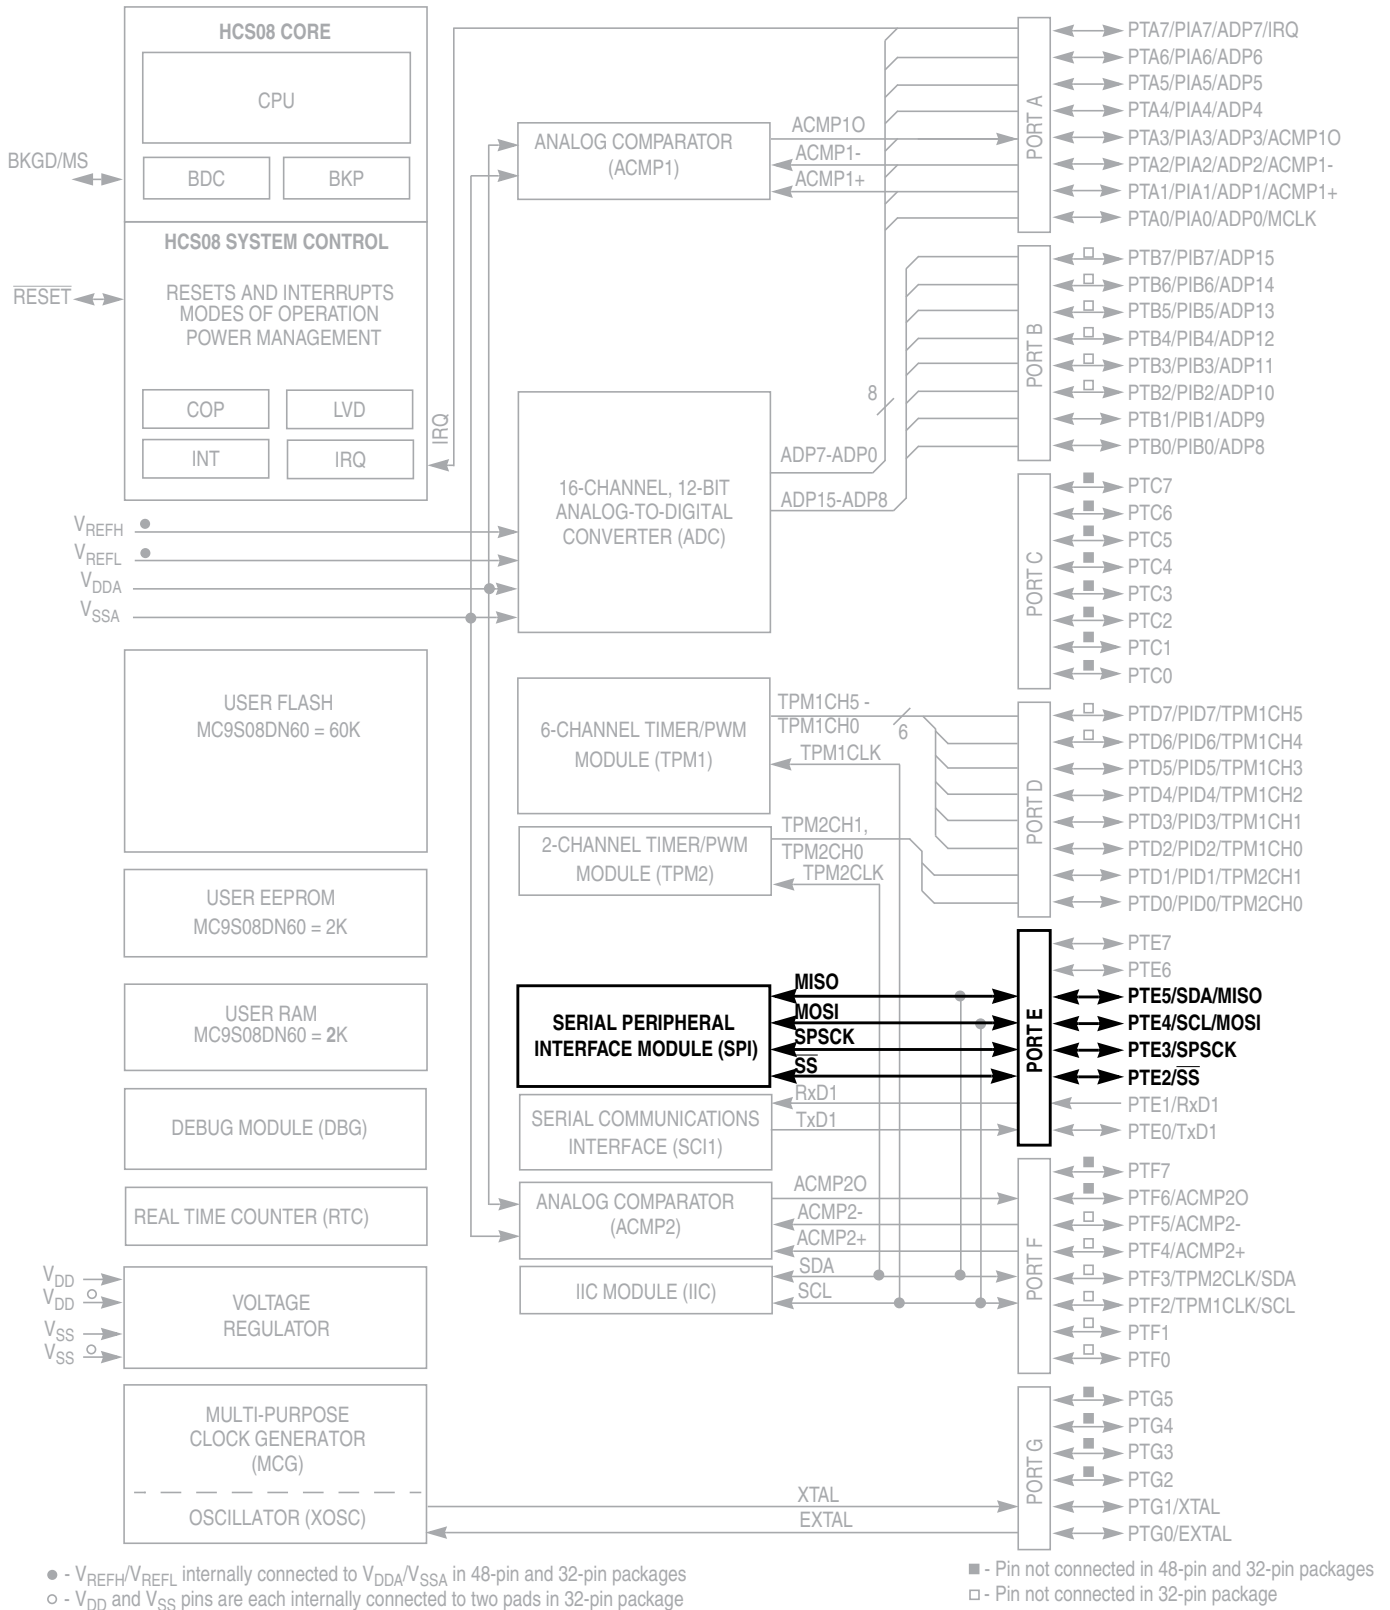 HCS08 CORE
CPU
BDC
BKP
BKGD/MS
HCS08 SYSTEM CONTROL
RESETS AND INTERRUPTS
MODES OF OPERATION
POWER MANAGEMENT
RESET
COP
LVD
INT
IRQ
IRQ
VREFH
VREFL
VDDA
VSSA
USER FLASH
MC9S08DN60 = 60K
USER EEPROM
MC9S08DN60 = 2K
USER RAM
MC9S08DN60 = 2K
DEBUG MODULE (DBG)
REAL TIME COUNTER (RTC)
VDD
VDD
VSS
VSS
VOLTAGE
REGULATOR
MULTI-PURPOSE
CLOCK GENERATOR
(MCG)
OSCILLATOR (XOSC)
ANALOG COMPARATOR
(ACMP1)
ACMP1O
ACMP1-
ACMP1+
16-CHANNEL, 12-BIT
ANALOG-TO-DIGITAL
CONVERTER (ADC)
8
ADP7-ADP0
ADP15-ADP8
6-CHANNEL TIMER/PWM
MODULE (TPM1)
TPM1CH5 -
TPM1CH0
6
TPM1CLK
2-CHANNEL TIMER/PWM
MODULE (TPM2)
TPM2CH1,
TPM2CH0
TPM2CLK
SERIAL PERIPHERAL
INTERFACE MODULE (SPI)
MISO
MOSI
SPSCK
SS
SERIAL COMMUNICATIONS
INTERFACE (SCI1)
RxD1
TxD1
ANALOG COMPARATOR
(ACMP2)
ACMP2O
ACMP2-
ACMP2+
IIC MODULE (IIC)
SDA
SCL
XTAL
EXTAL
PORT A
PTA7/PIA7/ADP7/IRQ
PTA6/PIA6/ADP6
PTA5/PIA5/ADP5
PTA4/PIA4/ADP4
PTA3/PIA3/ADP3/ACMP1O
PTA2/PIA2/ADP2/ACMP1-
PTA1/PIA1/ADP1/ACMP1+
PTA0/PIA0/ADP0/MCLK
PORT B
PTB7/PIB7/ADP15
PTB6/PIB6/ADP14
PTB5/PIB5/ADP13
PTB4/PIB4/ADP12
PTB3/PIB3/ADP11
PTB2/PIB2/ADP10
PTB1/PIB1/ADP9
PTB0/PIB0/ADP8
PORT C
PTC7
PTC6
PTC5
PTC4
PTC3
PTC2
PTC1
PTC0
PORT D
PTD7/PID7/TPM1CH5
PTD6/PID6/TPM1CH4
PTD5/PID5/TPM1CH3
PTD4/PID4/TPM1CH2
PTD3/PID3/TPM1CH1
PTD2/PID2/TPM1CH0
PTD1/PID1/TPM2CH1
PTD0/PID0/TPM2CH0
PORT E
PTE7
PTE6
PTE5/SDA/MISO
PTE4/SCL/MOSI
PTE3/SPSCK
PTE2/SS
PTE1/RxD1
PTE0/TxD1
PORT F
PTF7
PTF6/ACMP2O
PTF5/ACMP2-
PTF4/ACMP2+
PTF3/TPM2CLK/SDA
PTF2/TPM1CLK/SCL
PTF1
PTF0
PORT G
PTG5
PTG4
PTG3
PTG2
PTG1/XTAL
PTG0/EXTAL
● - VREFH/VREFL internally connected to VDDA/VSSA in 48-pin and 32-pin packages
○ - VDD and VSS pins are each internally connected to two pads in 32-pin package
■ - Pin not connected in 48-pin and 32-pin packages
□ - Pin not connected in 32-pin package